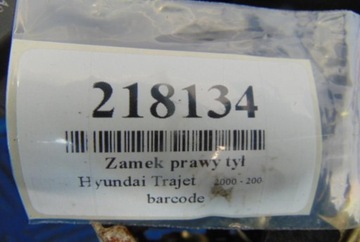 218134
Zamek prawy tył
Hyundai Trajet 2000 - 200
barcode